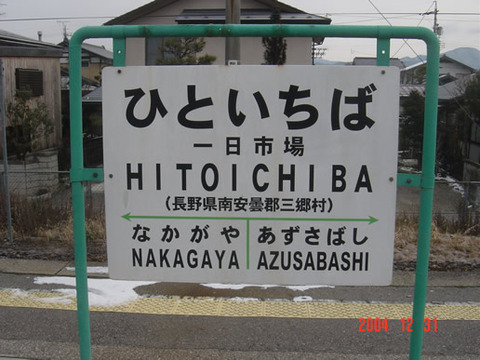 ひといちば
一日市場
HITOICHIBA
(長野県南安曇郡三郷村)
なかがや あずさばし
NAKAGAYA AZUSABASHI
2004 12 31